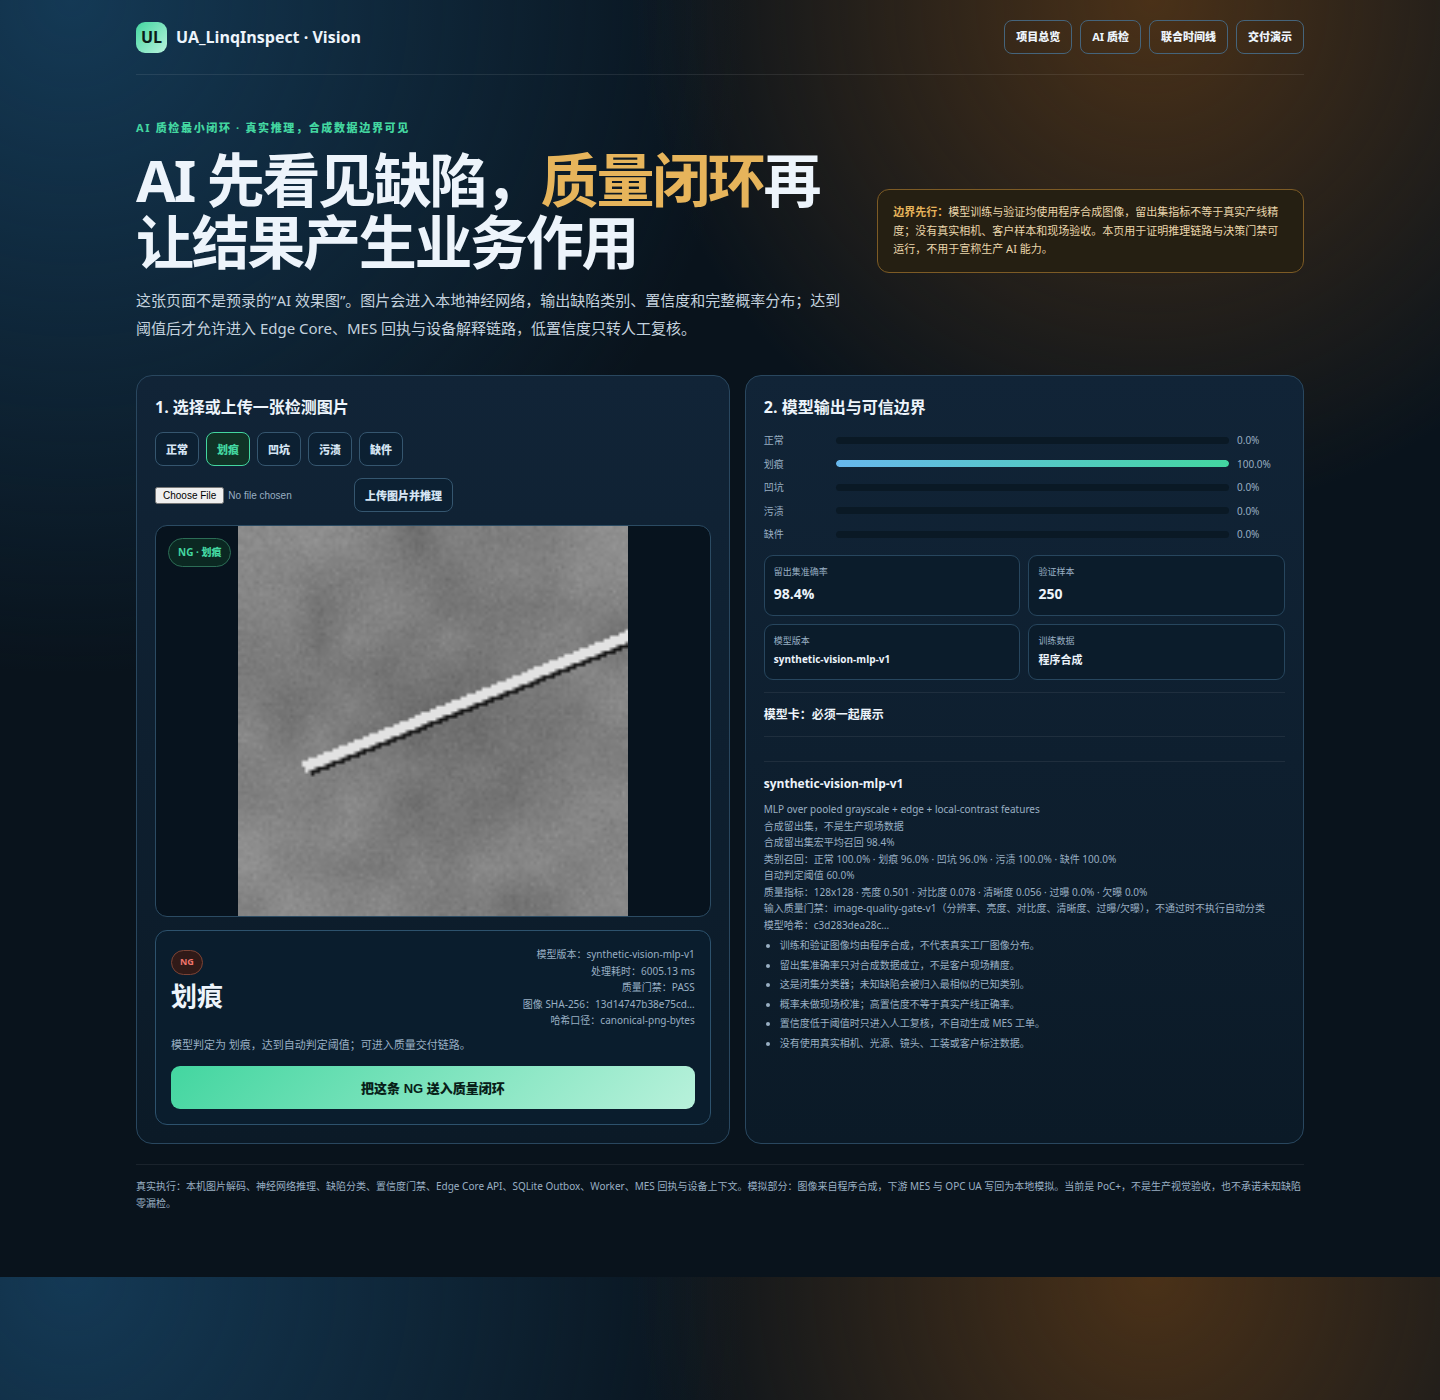 UL UA_LinqInspect · Vision
项目总览 AI 质检 联合时间线 交付演示
AI 质检最小闭环 · 真实推理，合成数据边界可见
AI 先看见缺陷，质量闭环再
让结果产生业务作用
这张页面不是预录的“AI 效果图”。图片会进入本地神经网络，输出缺陷类别、置信度和完整概率分布；达到
阈值后才允许进入 Edge Core、MES 回执与设备解释链路，低置信度只转人工复核。
边界先行：模型训练与验证均使用程序合成图像，留出集指标不等于真实产线精
度；没有真实相机、客户样本和现场验收。本页用于证明推理链路与决策门禁可
运行，不用于宣称生产 AI 能力。
1. 选择或上传一张检测图片
正常 划痕 凹坑 污渍 缺件
Choose File No file chosen 上传图片并推理
NG · 划痕
NG
划痕
模型版本：synthetic-vision-mlp-v1
处理耗时：6005.13 ms
质量门禁：PASS
图像 SHA-256：13d14747b38e75cd...
哈希口径：canonical-png-bytes
模型判定为 划痕，达到自动判定阈值；可进入质量交付链路。
把这条 NG 送入质量闭环
2. 模型输出与可信边界
正常 0.0%
划痕 100.0%
凹坑 0.0%
污渍 0.0%
缺件 0.0%
留出集准确率
98.4%
验证样本
250
模型版本
synthetic-vision-mlp-v1
训练数据
程序合成
模型卡：必须一起展示
synthetic-vision-mlp-v1
MLP over pooled grayscale + edge + local-contrast features
合成留出集，不是生产现场数据
合成留出集宏平均召回 98.4%
类别召回：正常 100.0% · 划痕 96.0% · 凹坑 96.0% · 污渍 100.0% · 缺件 100.0%
自动判定阈值 60.0%
质量指标：128x128 · 亮度 0.501 · 对比度 0.078 · 清晰度 0.056 · 过曝 0.0% · 欠曝 0.0%
输入质量门禁：image-quality-gate-v1（分辨率、亮度、对比度、清晰度、过曝/欠曝），不通过时不执行自动分类
模型哈希：c3d283dea28c...
训练和验证图像均由程序合成，不代表真实工厂图像分布。
留出集准确率只对合成数据成立，不是客户现场精度。
这是闭集分类器；未知缺陷会被归入最相似的已知类别。
概率未做现场校准；高置信度不等于真实产线正确率。
置信度低于阈值时只进入人工复核，不自动生成 MES 工单。
没有使用真实相机、光源、镜头、工装或客户标注数据。
真实执行：本机图片解码、神经网络推理、缺陷分类、置信度门禁、Edge Core API、SQLite Outbox、Worker、MES 回执与设备上下文。模拟部分：图像来自程序合成，下游 MES 与 OPC UA 写回为本地模拟。当前是 PoC+，不是生产视觉验收，也不承诺未知缺陷
零漏检。